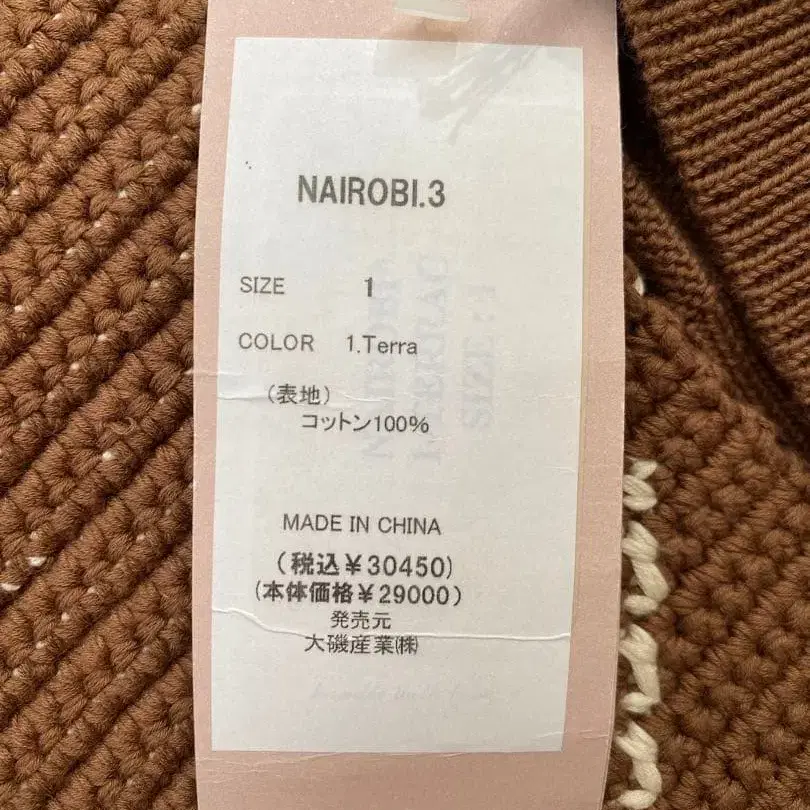 NAIROBI.3
SIZE 1
COLOR 1.Terra
(表地)
コットン100%
MADE IN CHINA
(税込¥30450)
(本体価格¥29000)
発売元
大磯産業㈱